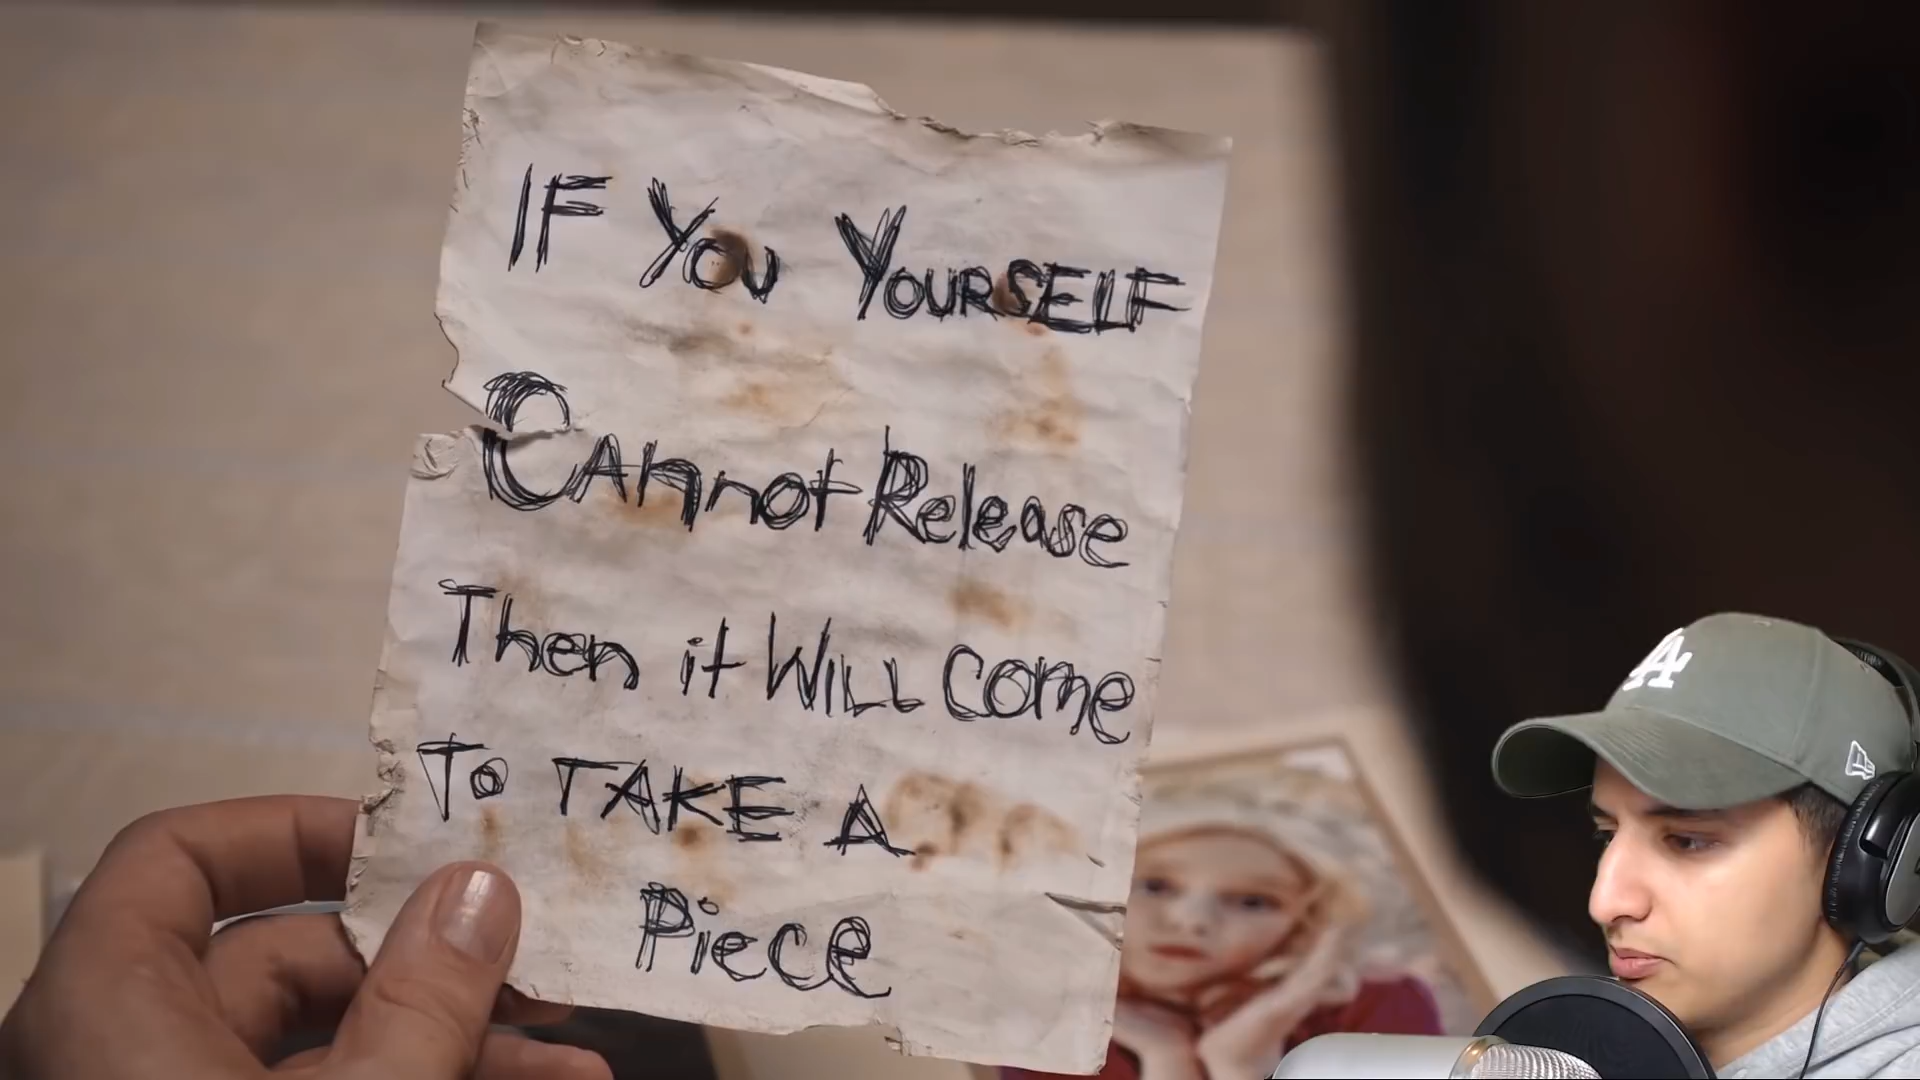 IF YOU YOURSELF
CANnot Release
Then it WILL Come
To TAKE A
Piece
LA